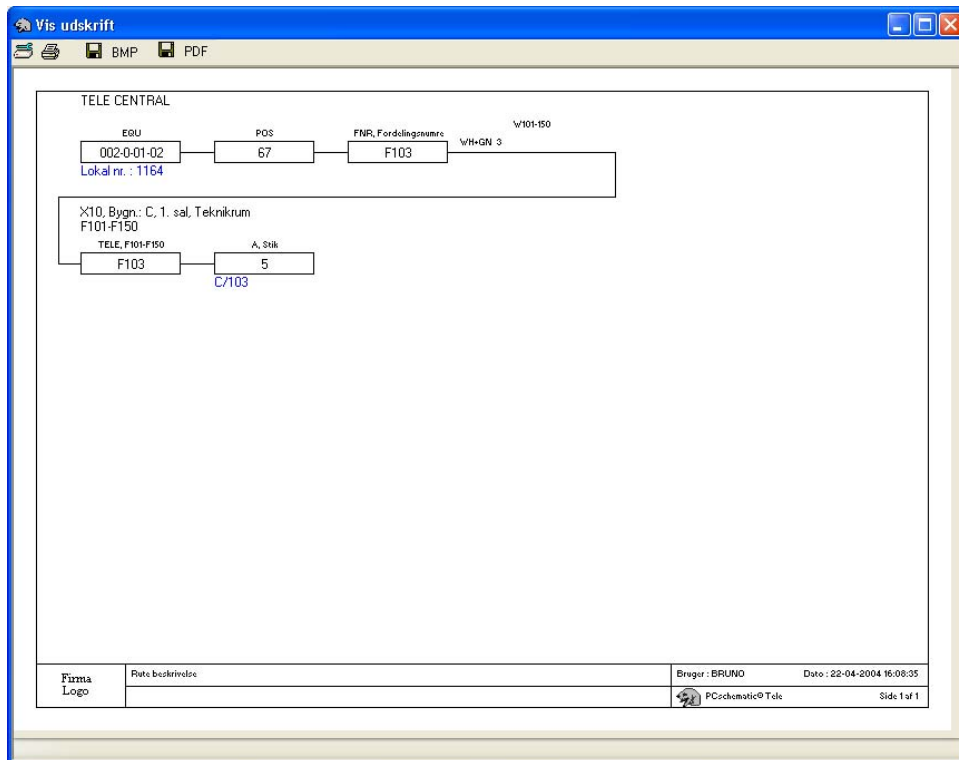 Vis udskrift
BMP PDF
TELE CENTRAL
W101-150
EQU POS FNR, Fordelingsnumre
WH+GN 3
002-0-01-02 67 F103
Lokal nr. : 1164
X10, Bygn.: C, 1. sal, Teknikrum
F101-F150
TELE, F101-F150 A, Stik
F103 5
C/103
Firma
Logo
Rute beskrivelse
Bruger : BRUNO Dato : 22-04-2004 16:08:35
PCschematic© Tele Side 1 af 1